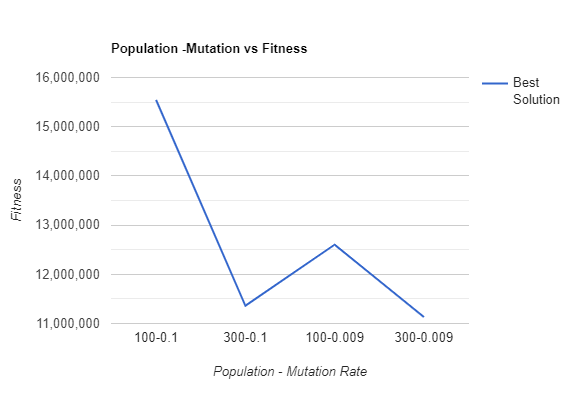 Population -Mutation vs Fitness
16,000,000
15,000,000
14,000,000
13,000,000
12,000,000
11,000,000
Fitness
100-0.1
300-0.1
100-0.009
300-0.009
Population - Mutation Rate
Best
Solution